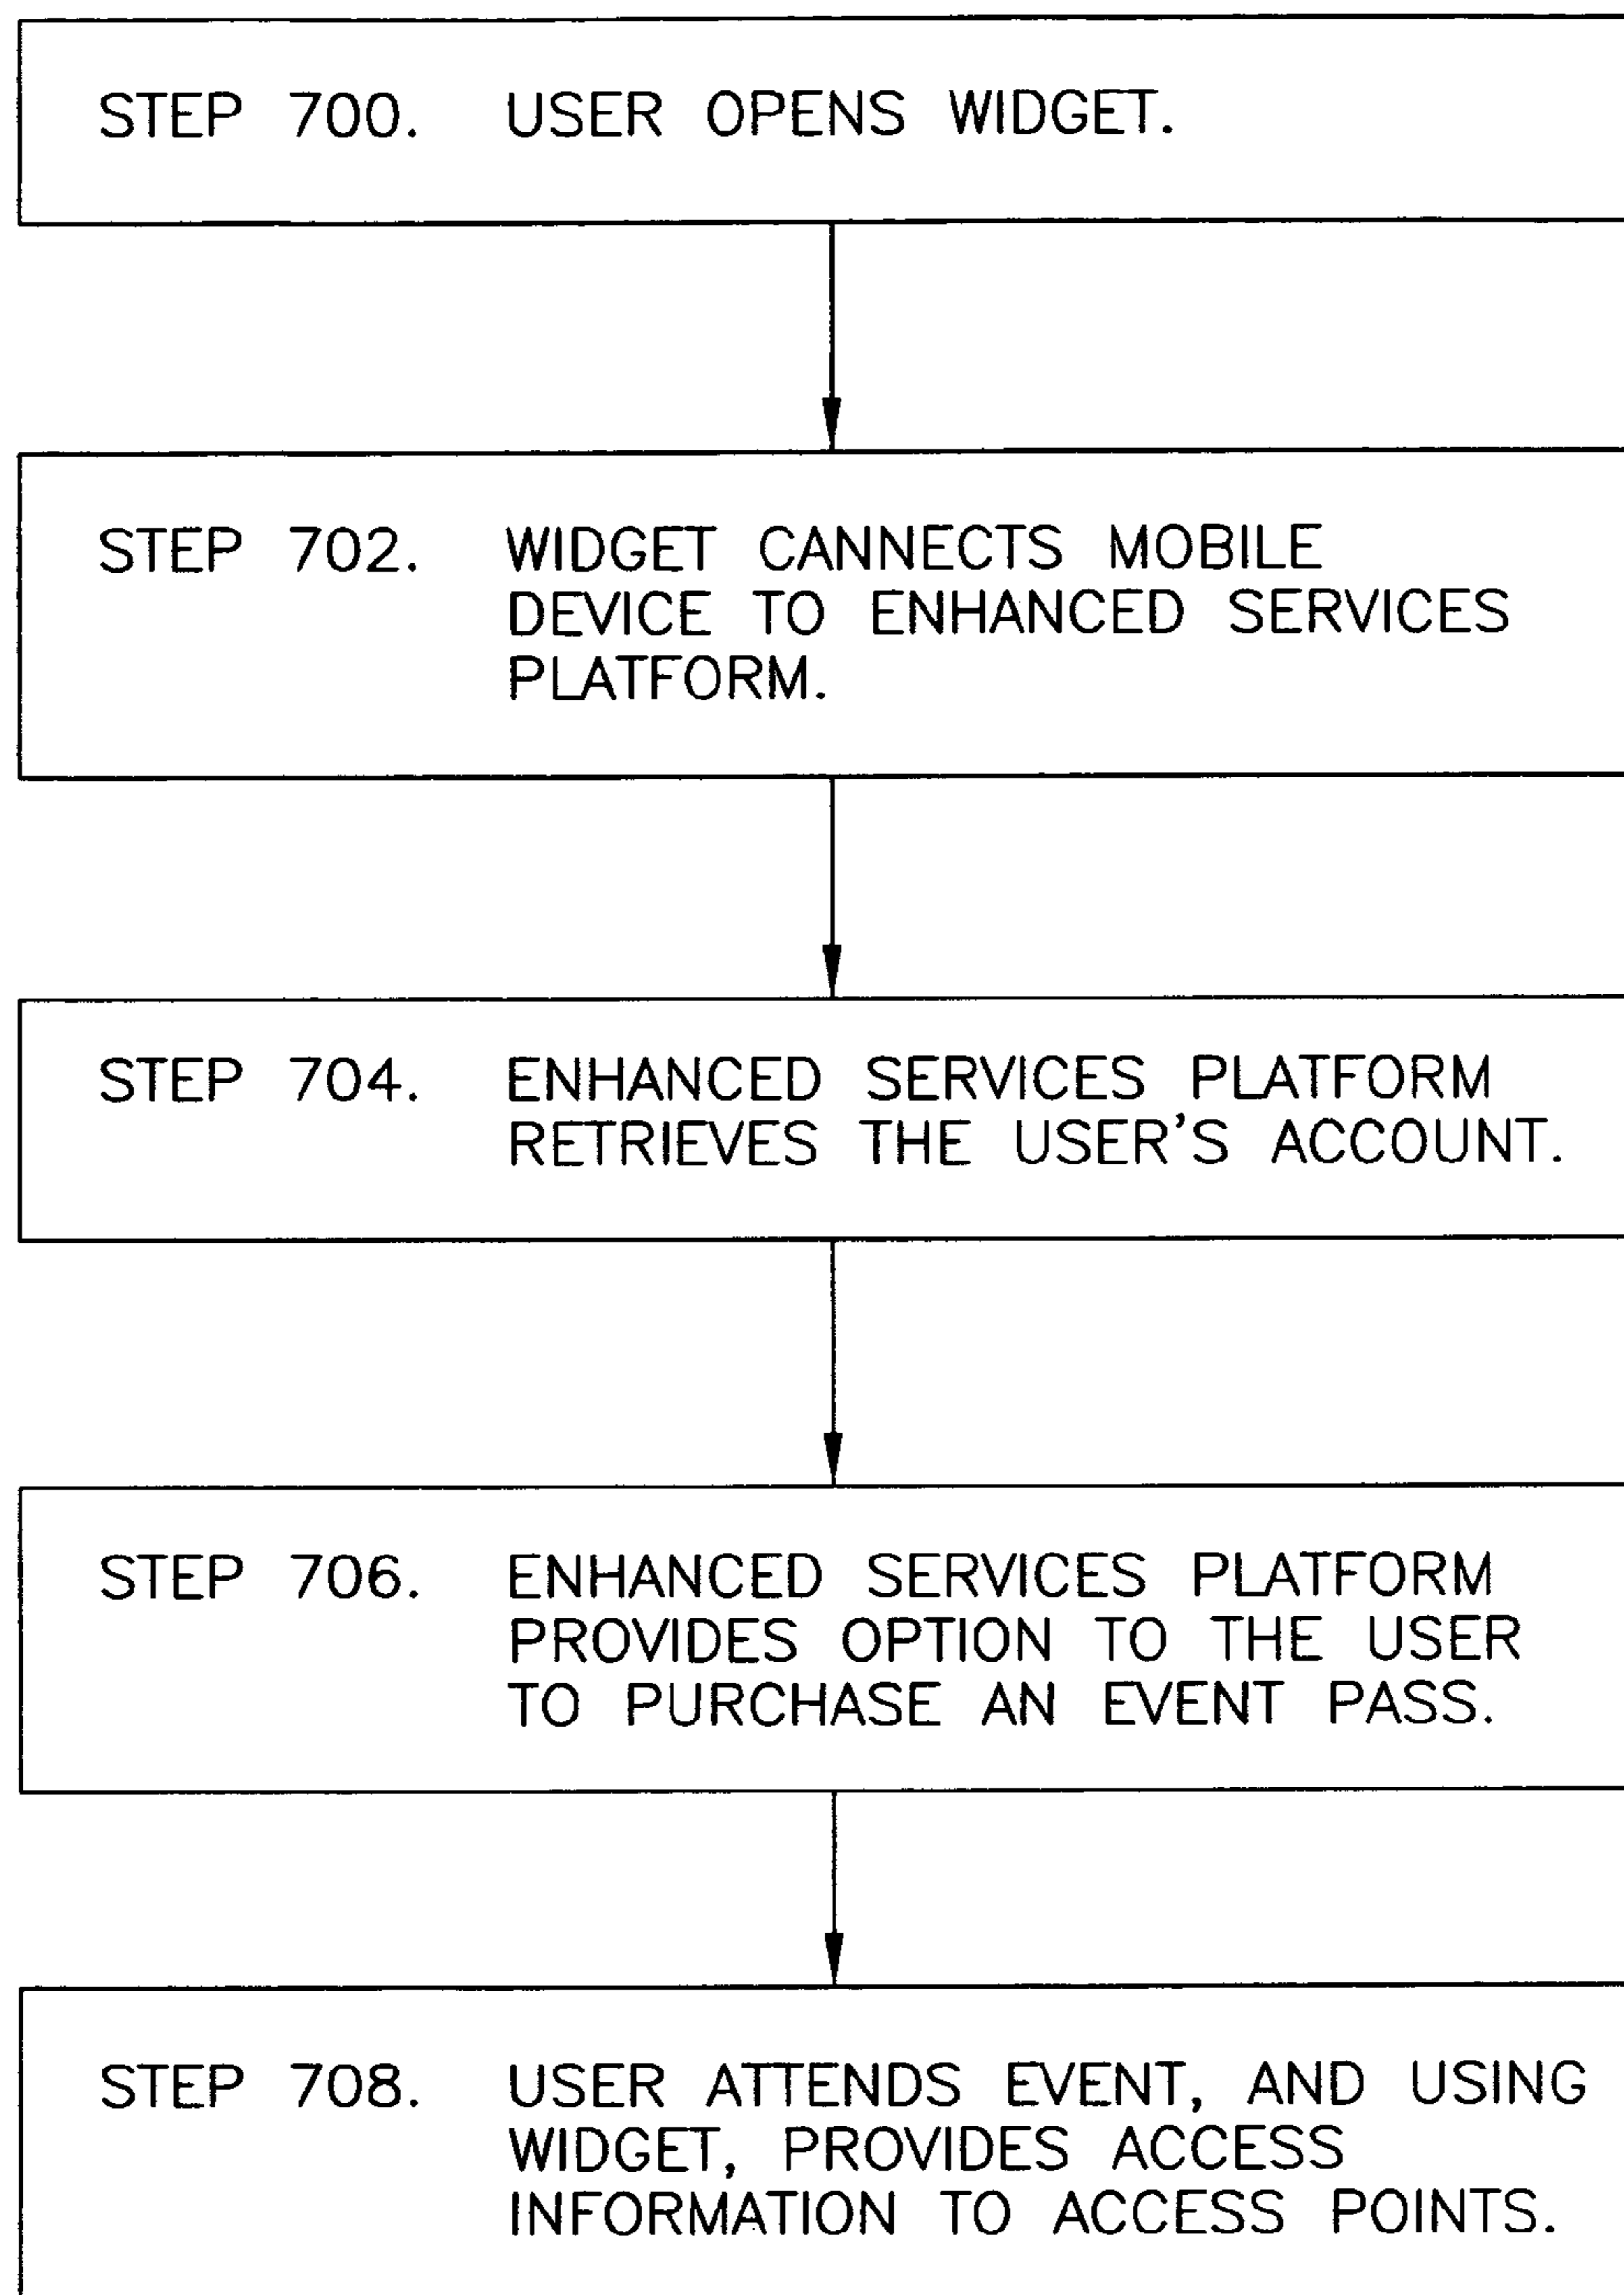 STEP 700. USER OPENS WIDGET.
STEP 702. WIDGET CANNECTS MOBILE
DEVICE TO ENHANCED SERVICES
PLATFORM.
STEP 704. ENHANCED SERVICES PLATFORM
RETRIEVES THE USER'S ACCOUNT.
STEP 706. ENHANCED SERVICES PLATFORM
PROVIDES OPTION TO THE USER
TO PURCHASE AN EVENT PASS.
STEP 708. USER ATTENDS EVENT, AND USING
WIDGET, PROVIDES ACCESS
INFORMATION TO ACCESS POINTS.